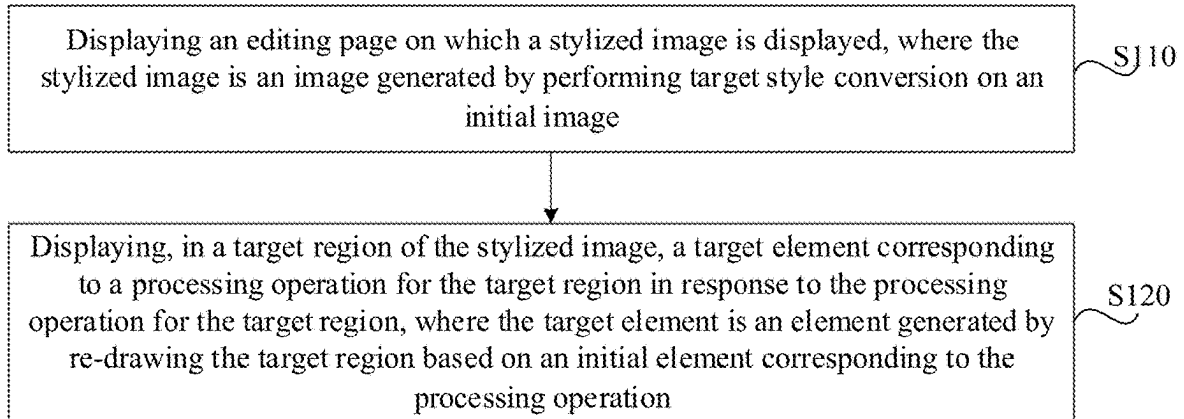 Displaying an editing page on which a stylized image is displayed, where the
stylized image is an image generated by performing target style conversion on an
initial image
S110
Displaying, in a target region of the stylized image, a target element corresponding
to a processing operation for the target region in response to the processing
operation for the target region, where the target element is an element generated by
re-drawing the target region based on an initial element corresponding to the
processing operation
S120